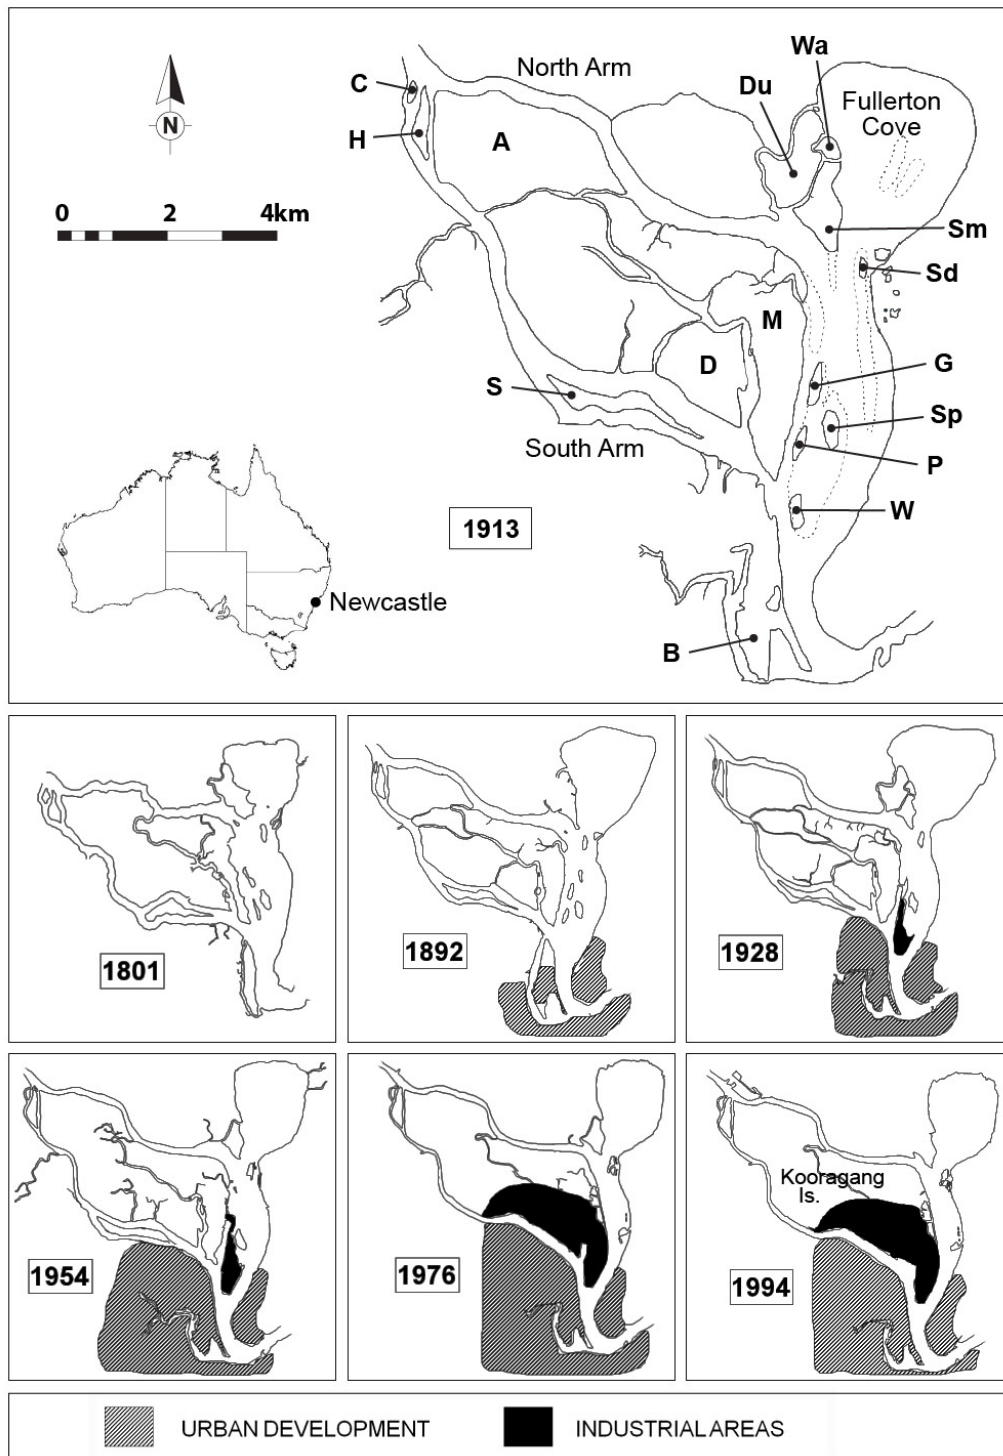 Wa
North Arm
C
Du
Fullerton
Cove
N
H
A
0 2 4km
Sm
Sd
M
D
G
S
Sp
South Arm
P
1913
W
Newcastle
B
1801
1892
1928
Kooragang
Is.
1954
1976
1994
URBAN DEVELOPMENT
INDUSTRIAL AREAS